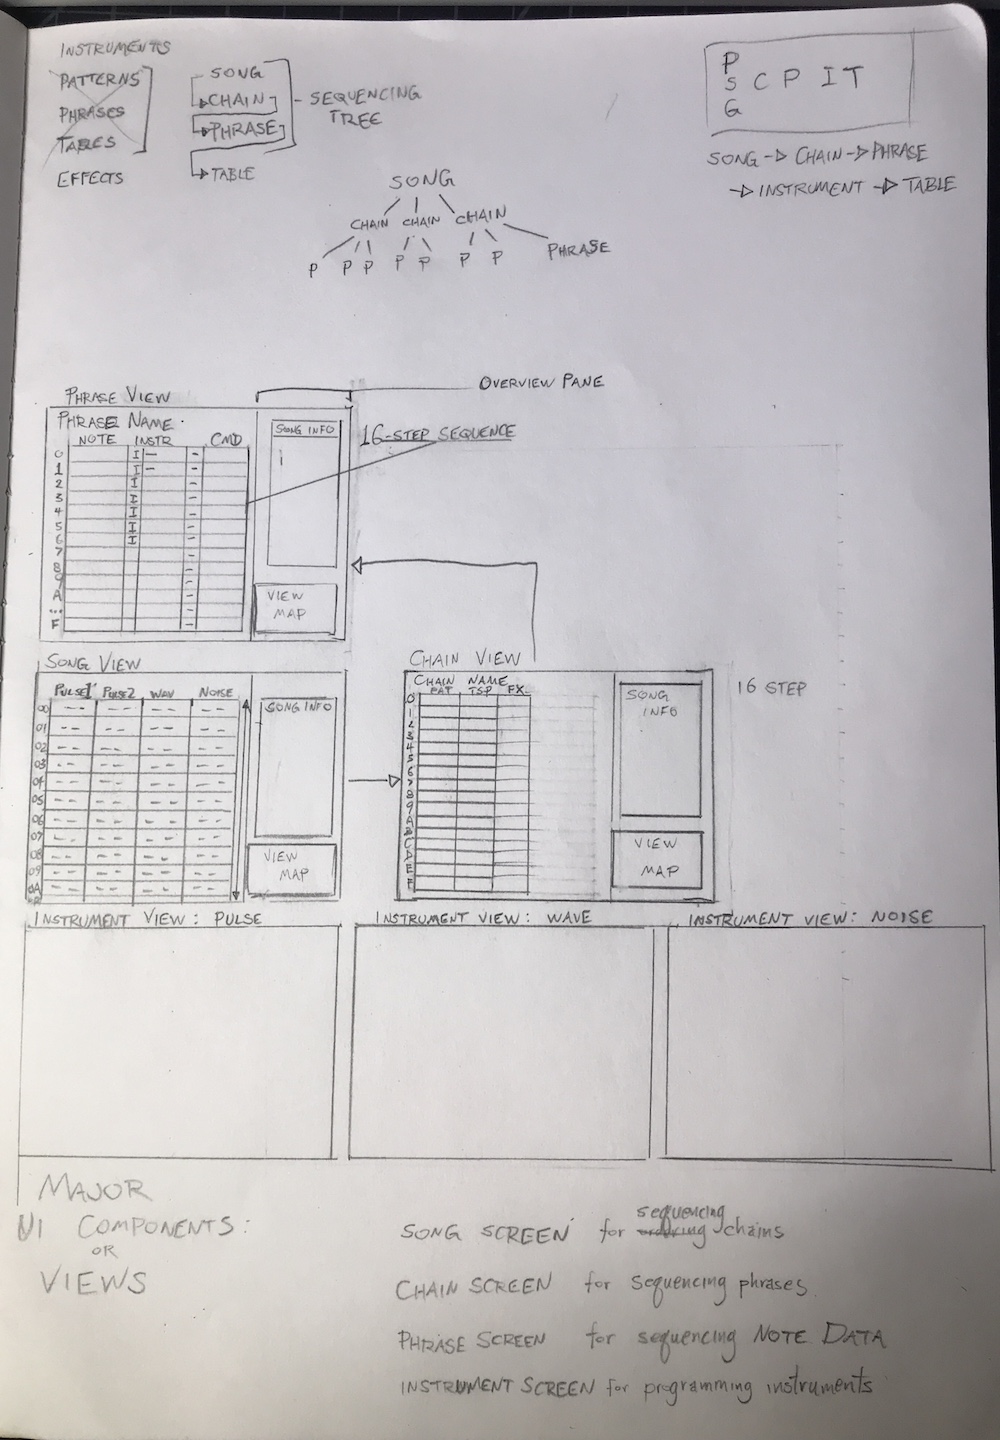 INSTRUMENTS
PATTERNS
PHRASES
TABLES
EFFECTS
SONG
CHAIN
PHRASE
TABLE
SEQUENCING
TREE
P
S C P I T
G
SONG → CHAIN → PHRASE
→ INSTRUMENT → TABLE
SONG
CHAIN CHAIN CHAIN
P P P P P P P PHRASE
PHRASE VIEW
OVERVIEW PANE
PHRASE NAME
NOTE INSTR CMD
0 I --
1 I --
2 I -
3 I -
4 I -
5 I -
6 I -
7
8 -
9 -
A -
... -
F -
SONG INFO
VIEW
MAP
16-STEP SEQUENCE
SONG VIEW
PULSE1 PULSE2 WAV NOISE
00 -- -- -- --
01 -- -- -- --
02 -- -- -- --
03 -- -- -- --
04 -- -- -- --
05 -- -- -- --
06 -- -- -- --
07 -- -- -- --
08 -- -- -- --
09 -- -- -- --
0A -- -- -- --
SONG INFO
VIEW
MAP
CHAIN VIEW
CHAIN NAME
PAT TSP FX
0
1
2
3
4
5
6
7
8
9
A
B
C
D
E
F
SONG
INFO
VIEW
MAP
16 STEP
INSTRUMENT VIEW: PULSE
INSTRUMENT VIEW: WAVE
INSTRUMENT VIEW: NOISE
MAJOR
UI COMPONENTS:
OR
VIEWS
sequencing
SONG SCREEN for ordering chains
CHAIN SCREEN for sequencing phrases
PHRASE SCREEN for sequencing NOTE DATA
INSTRUMENT SCREEN for programming instruments